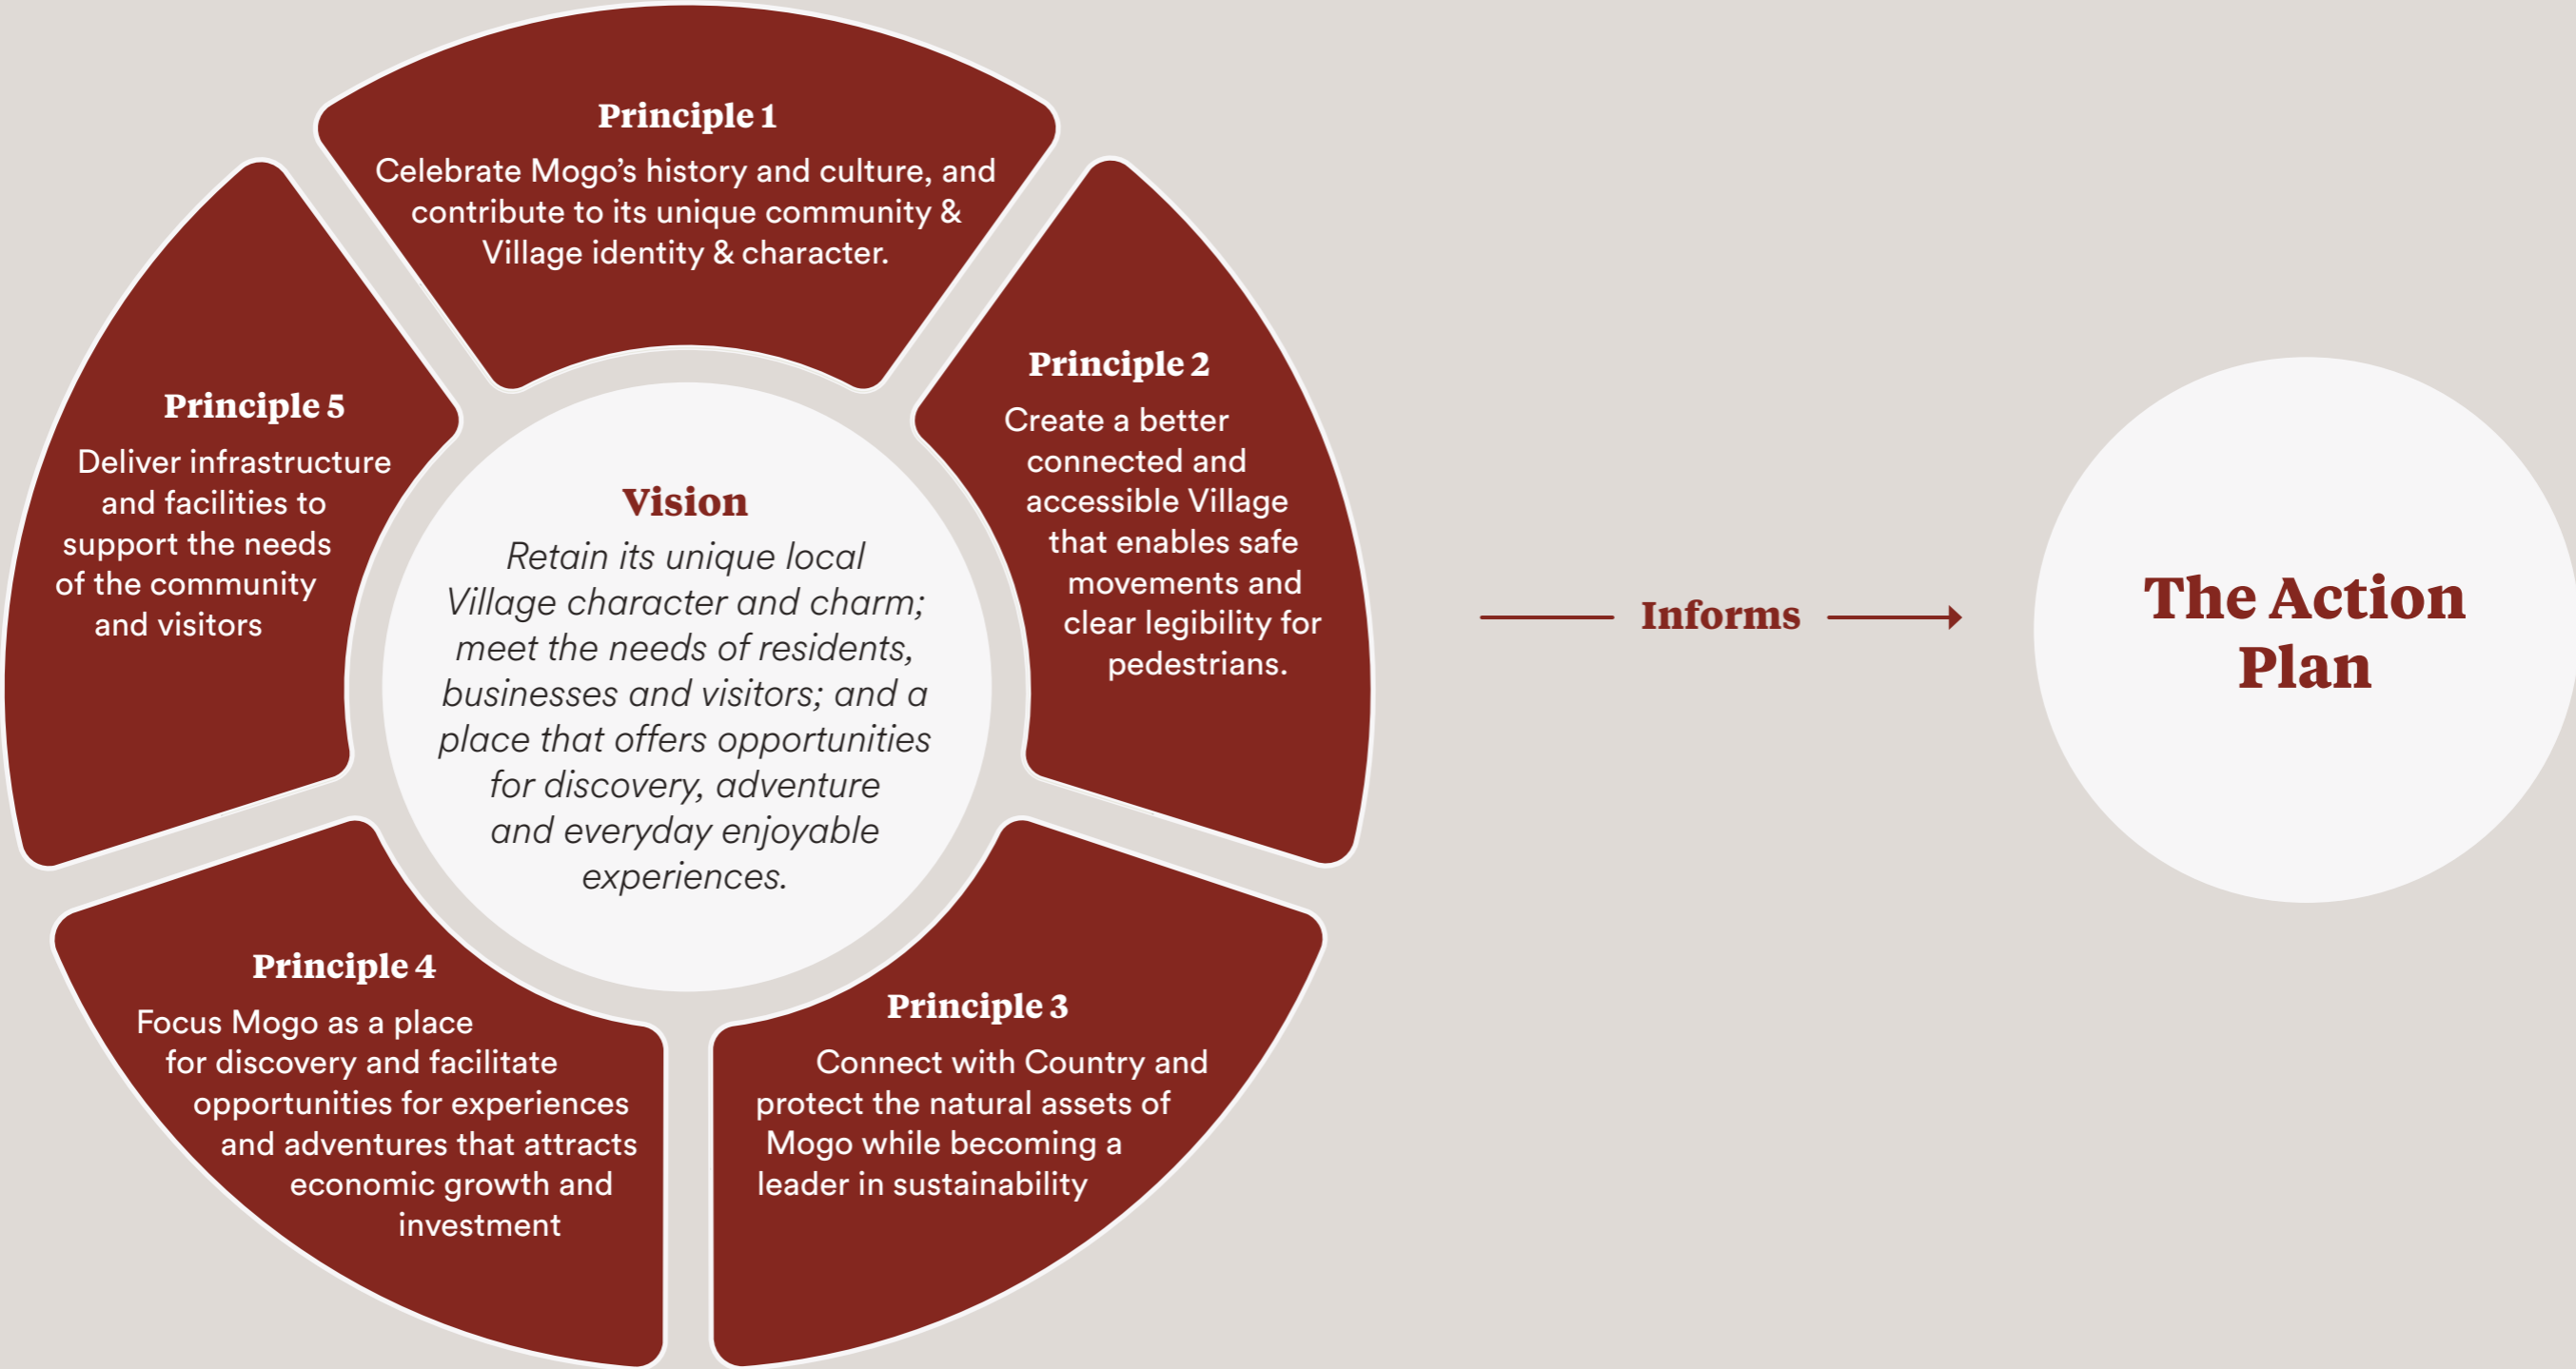 Principle 1
Celebrate Mogo’s history and culture, and
contribute to its unique community &
Village identity & character.
Principle 2
Create a better
connected and
accessible Village
that enables safe
movements and
clear legibility for
pedestrians.
Principle 3
Connect with Country and
protect the natural assets of
Mogo while becoming a
leader in sustainability
Principle 4
Focus Mogo as a place
for discovery and facilitate
opportunities for experiences
and adventures that attracts
economic growth and
investment
Principle 5
Deliver infrastructure
and facilities to
support the needs
of the community
and visitors
Vision
Retain its unique local
Village character and charm;
meet the needs of residents,
businesses and visitors; and a
place that offers opportunities
for discovery, adventure
and everyday enjoyable
experiences.
Informs
The Action
Plan